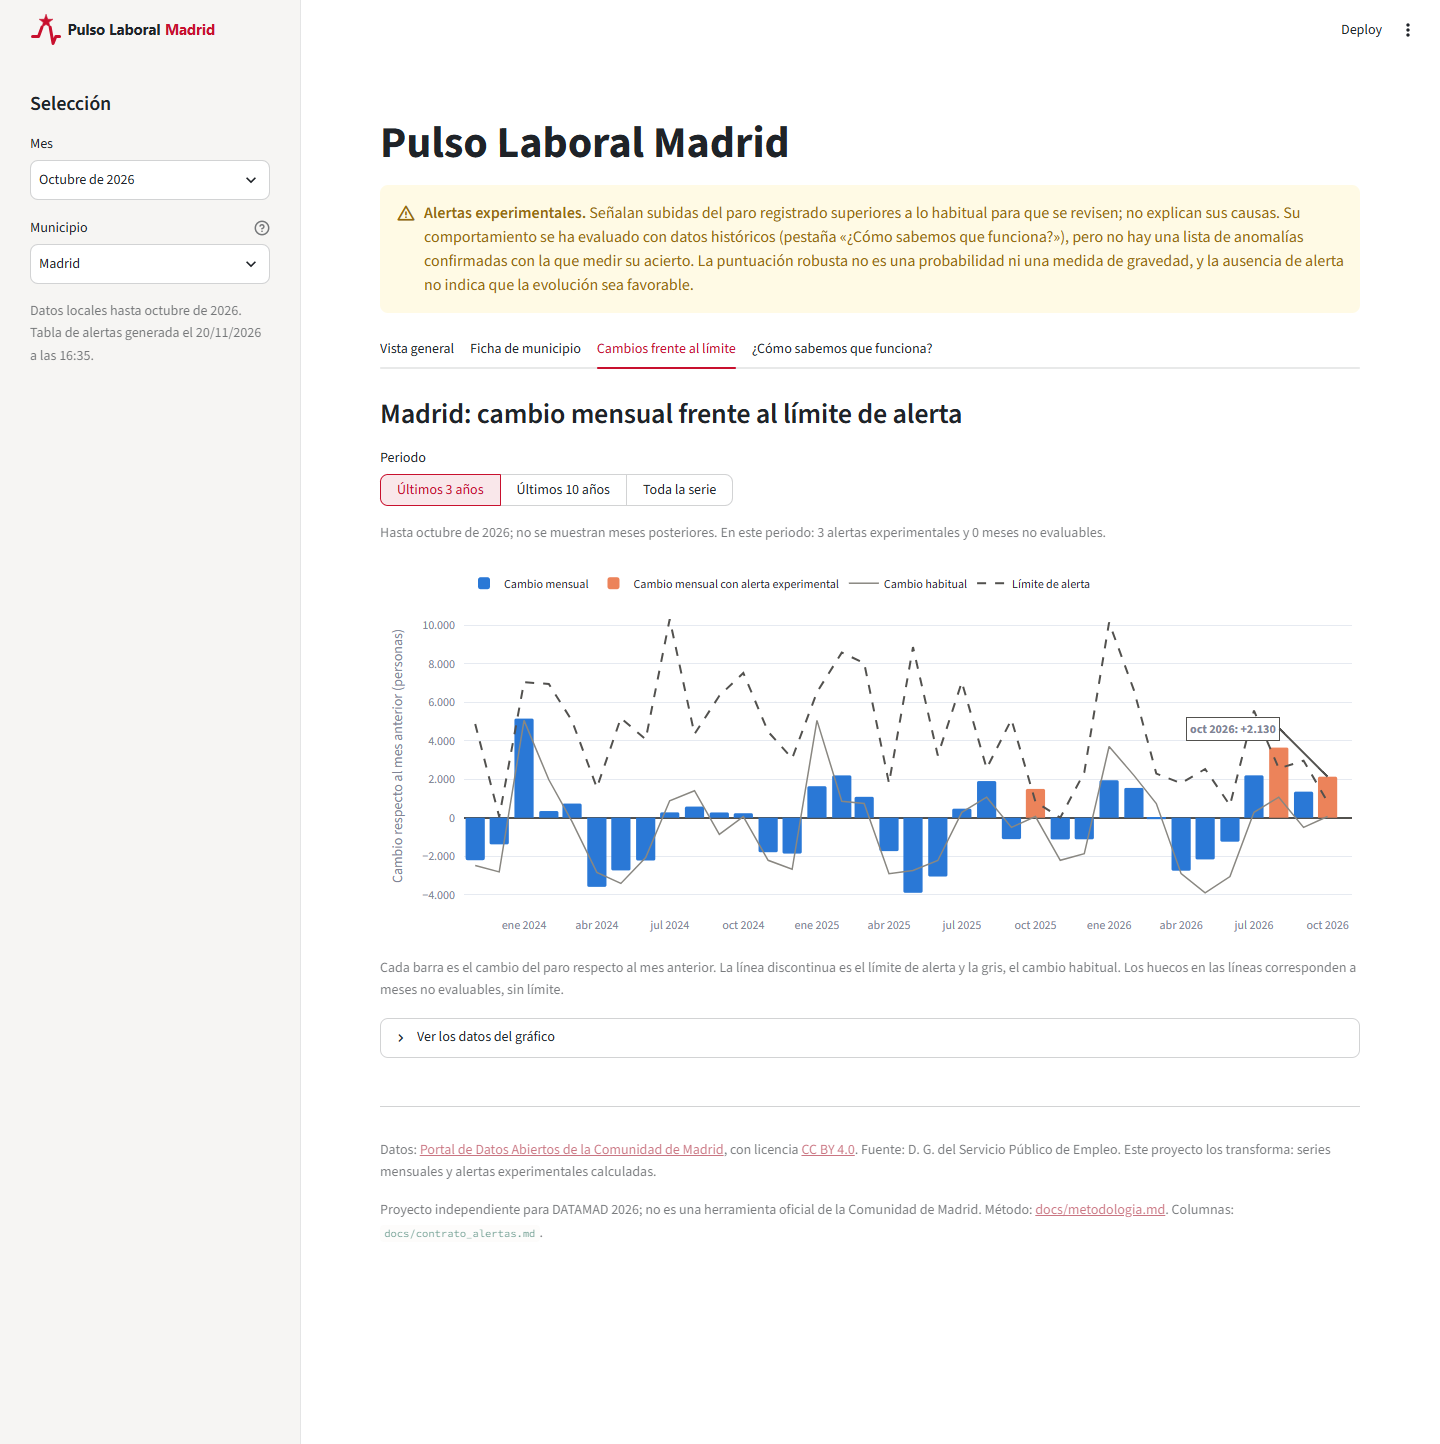 Pulso Laboral Madrid
Deploy
Selección
Mes
Octubre de 2026
Municipio
Madrid
Datos locales hasta octubre de 2026.
Tabla de alertas generada el 20/11/2026
a las 16:35.
Pulso Laboral Madrid
Alertas experimentales. Señalan subidas del paro registrado superiores a lo habitual para que se revisen; no explican sus causas. Su
comportamiento se ha evaluado con datos históricos (pestaña «¿Cómo sabemos que funciona?»), pero no hay una lista de anomalías
confirmadas con la que medir su acierto. La puntuación robusta no es una probabilidad ni una medida de gravedad, y la ausencia de alerta
no indica que la evolución sea favorable.
Vista general Ficha de municipio Cambios frente al límite ¿Cómo sabemos que funciona?
Madrid: cambio mensual frente al límite de alerta
Periodo
Últimos 3 años Últimos 10 años Toda la serie
Hasta octubre de 2026; no se muestran meses posteriores. En este periodo: 3 alertas experimentales y 0 meses no evaluables.
Cambio mensual Cambio mensual con alerta experimental Cambio habitual Límite de alerta
Cambio respecto al mes anterior (personas)
10.000
8.000
6.000
4.000
2.000
0
−2.000
−4.000
oct 2026: +2.130
ene 2024 abr 2024 jul 2024 oct 2024 ene 2025 abr 2025 jul 2025 oct 2025 ene 2026 abr 2026 jul 2026 oct 2026
Cada barra es el cambio del paro respecto al mes anterior. La línea discontinua es el límite de alerta y la gris, el cambio habitual. Los huecos en las líneas corresponden a
meses no evaluables, sin límite.
Ver los datos del gráfico
Datos: Portal de Datos Abiertos de la Comunidad de Madrid, con licencia CC BY 4.0. Fuente: D. G. del Servicio Público de Empleo. Este proyecto los transforma: series
mensuales y alertas experimentales calculadas.
Proyecto independiente para DATAMAD 2026; no es una herramienta oficial de la Comunidad de Madrid. Método: docs/metodologia.md. Columnas:
docs/contrato_alertas.md.